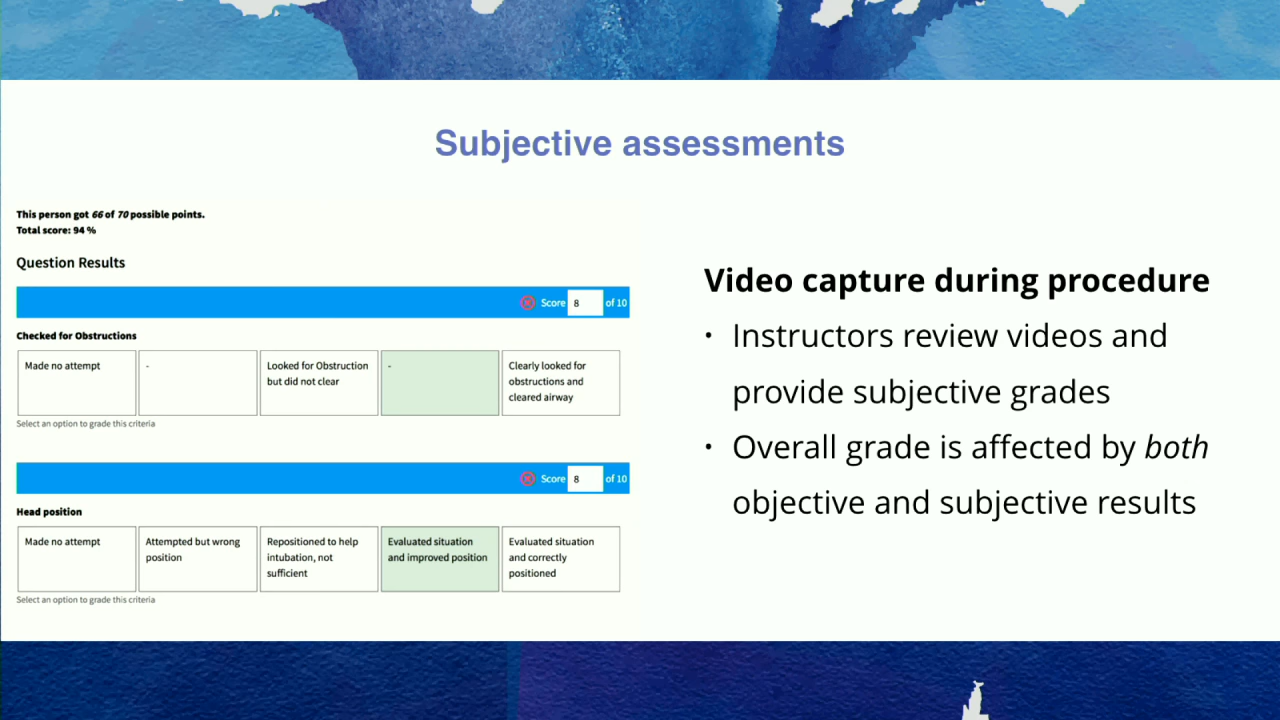 Subjective assessments
This person got 66 of 70 possible points.
Total score: 94 %
Question Results
Score 8 of 10
Checked for Obstructions
Made no attempt
-
Looked for Obstruction
but did not clear
-
Clearly looked for
obstructions and
cleared airway
Select an option to grade this criteria
Score 8 of 10
Head position
Made no attempt
Attempted but wrong
position
Repositioned to help
intubation, not
sufficient
Evaluated situation
and improved position
Evaluated situation
and correctly
positioned
Select an option to grade this criteria
Video capture during procedure
• Instructors review videos and
provide subjective grades
• Overall grade is affected by both
objective and subjective results